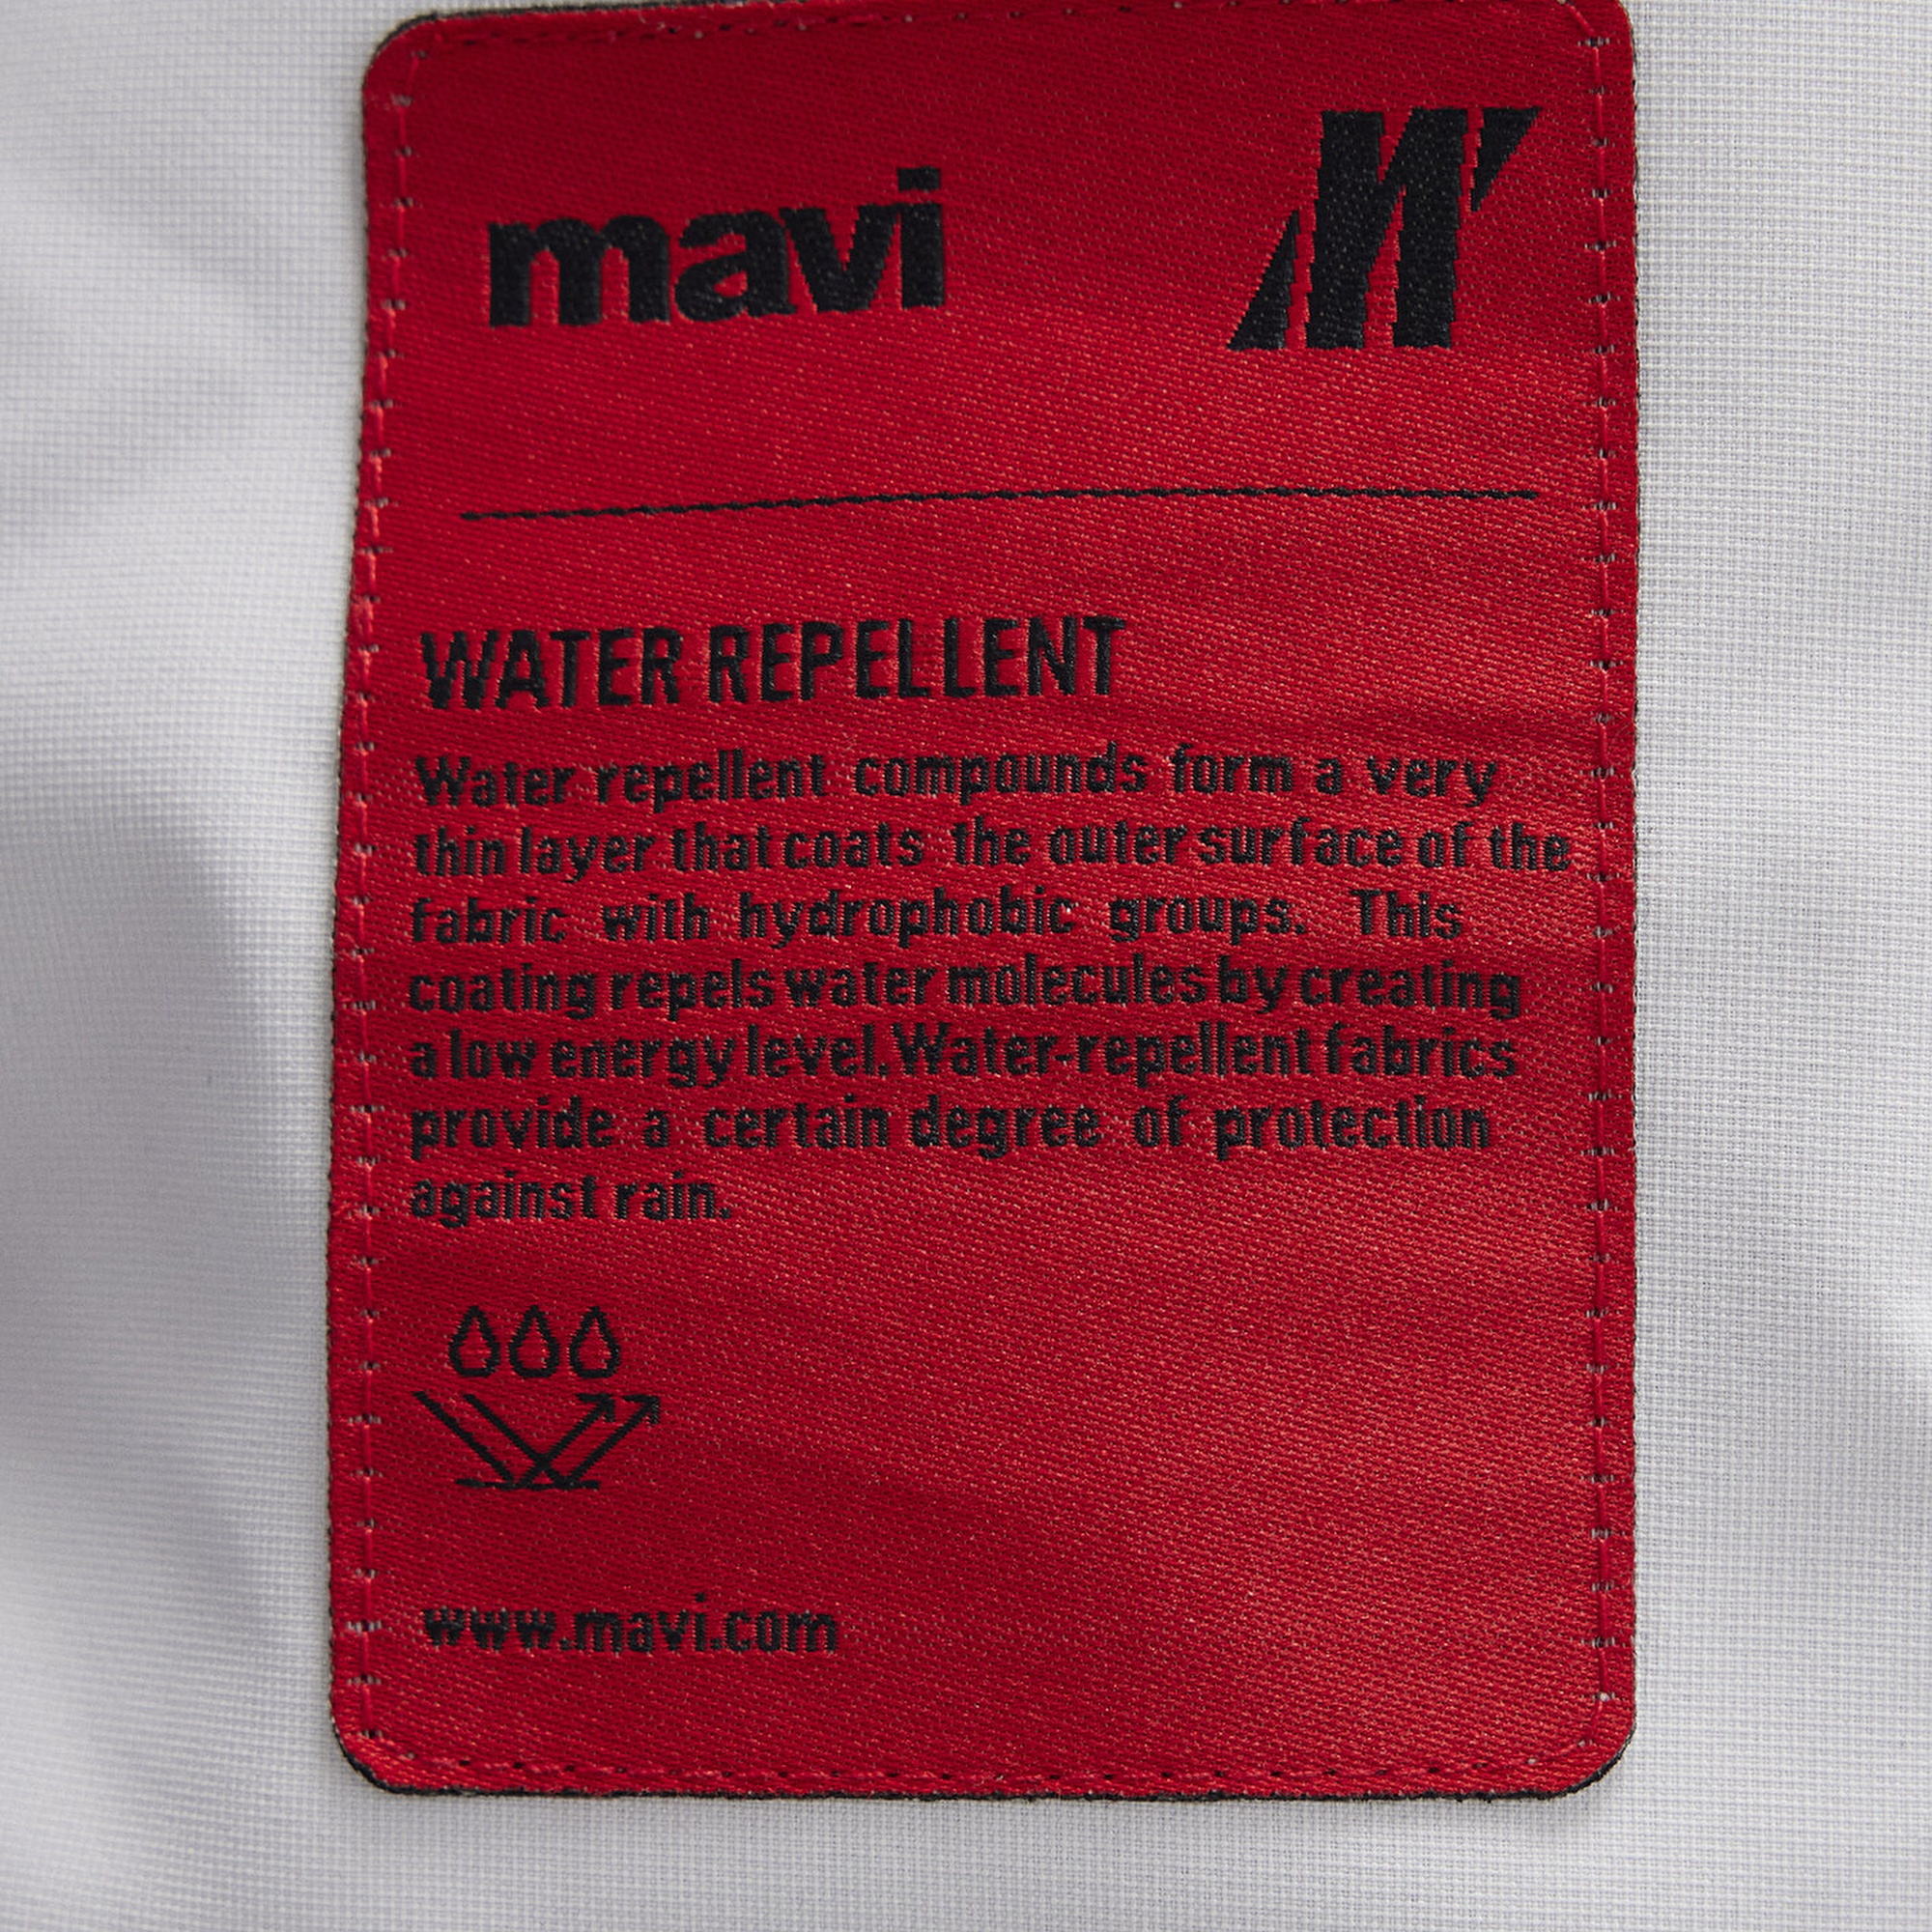 mavi M
WATER REPELLENT
Water repellent compounds form a very
thin layer that coats the outer surface of the
fabric with hydrophobic groups. This
coating repels water molecules by creating
a low energy level. Water-repellent fabrics
provide a certain degree of protection
against rain.
www.mavi.com